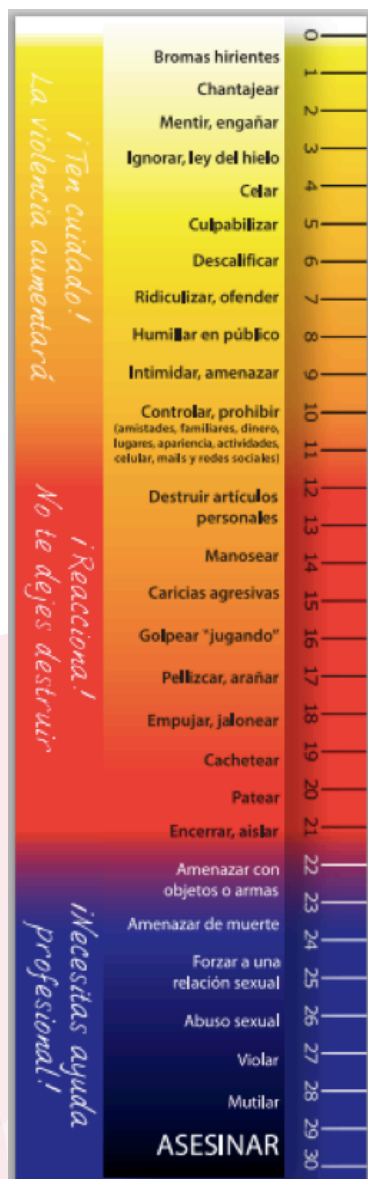 Bromas hirientes
Chantajear
Mentir, engañar
Ignorar, ley del hielo
Celar
Culpabilizar
Descalificar
Ridiculizar, ofender
Humillar en público
Intimidar, amenazar
Controlar, prohibir
(amistades, familiares, dinero,
lugares, apariencia, actividades,
celular, mails y redes sociales)
Destruir artículos
personales
Manosear
Caricias agresivas
Golpear "jugando"
Pellizcar, arañar
Empujar, jalonear
Cachetear
Patear
Encerrar, aislar
Amenazar con
objetos o armas
Amenazar de muerte
Forzar a una
relación sexual
Abuso sexual
Violar
Mutilar
ASESINAR
¡Ten cuidado!
La violencia aumentará
¡Reacciona!
No te dejes destruir
¡Necesitas ayuda
profesional!
0
1
2
3
4
5
6
7
8
9
10
11
12
13
14
15
16
17
18
19
20
21
22
23
24
25
26
27
28
29
30